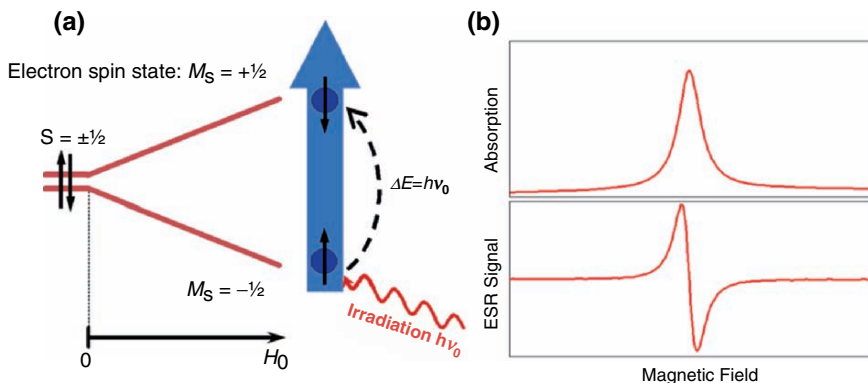 (a)
Electron spin state: MS = +½
S = ±½
ΔE=hν0
MS = −½
Irradiation hν0
0
H0
(b)
Absorption
ESR Signal
Magnetic Field